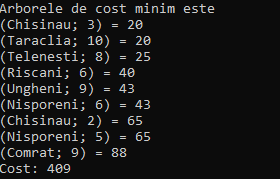 Arborele de cost minim este
(Chisinau; 3) = 20
(Taraclia; 10) = 20
(Telenesti; 8) = 25
(Riscani; 6) = 40
(Ungheni; 9) = 43
(Nisporeni; 6) = 43
(Chisinau; 2) = 65
(Nisporeni; 5) = 65
(Comrat; 9) = 88
Cost: 409